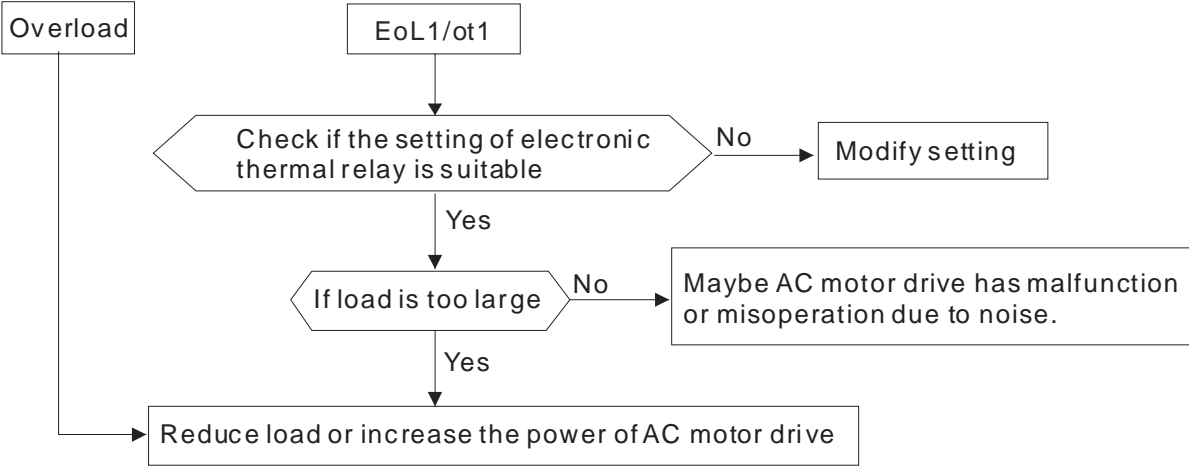 Overload
EoL1/ot1
Check if the setting of electronic
thermal relay is suitable
No
Modify setting
Yes
If load is too large
No
Maybe AC motor drive has malfunction
or misoperation due to noise.
Yes
Reduce load or increase the power of AC motor drive